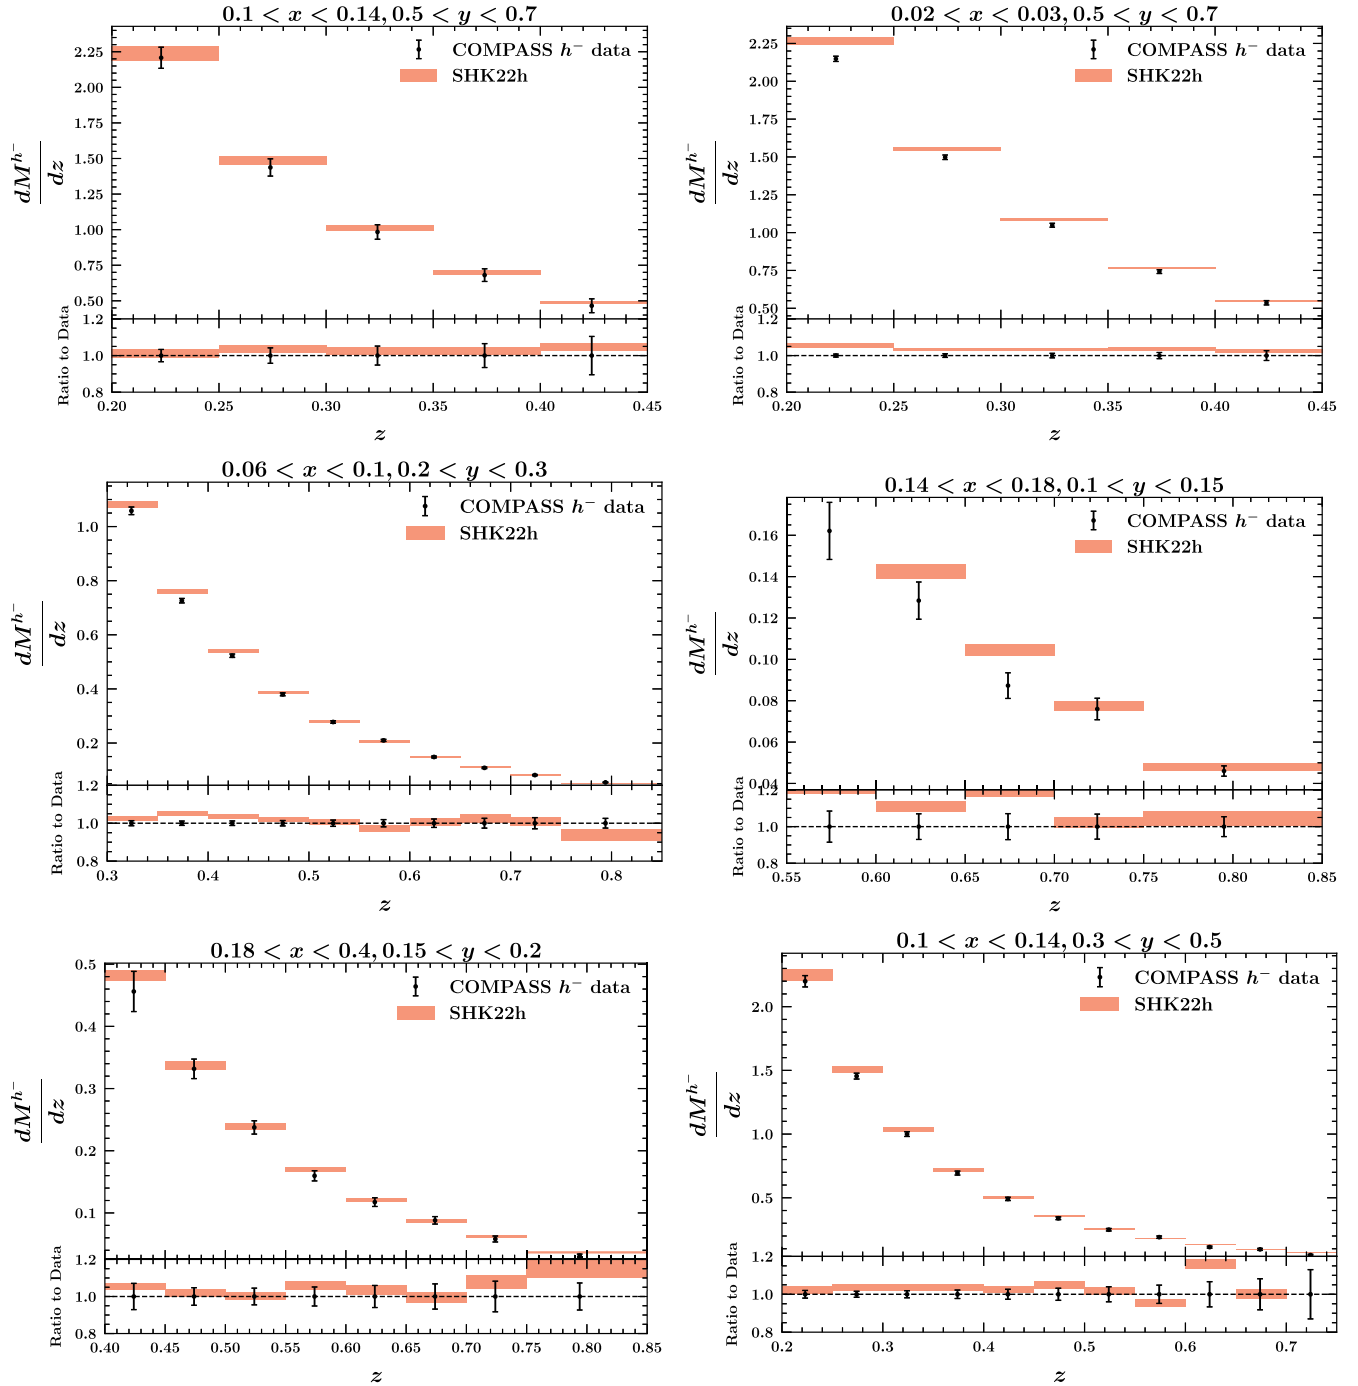 0.1 < x < 0.14, 0.5 < y < 0.7
2.25
2.00
1.75
1.50
1.25
1.00
0.75
0.50
dM^{h^-}
dz
COMPASS h^- data
SHK22h
1.2
1.0
0.8
Ratio to Data
0.20 0.25 0.30 0.35 0.40 0.45
z
0.02 < x < 0.03, 0.5 < y < 0.7
2.25
2.00
1.75
1.50
1.25
1.00
0.75
0.50
dM^{h^-}
dz
COMPASS h^- data
SHK22h
1.2
1.0
0.8
Ratio to Data
0.20 0.25 0.30 0.35 0.40 0.45
z
0.06 < x < 0.1, 0.2 < y < 0.3
1.0
0.8
0.6
0.4
0.2
dM^{h^-}
dz
COMPASS h^- data
SHK22h
1.2
1.0
0.8
Ratio to Data
0.3 0.4 0.5 0.6 0.7 0.8
z
0.14 < x < 0.18, 0.1 < y < 0.15
0.16
0.14
0.12
0.10
0.08
0.06
0.04
dM^{h^-}
dz
COMPASS h^- data
SHK22h
1.2
1.0
0.8
Ratio to Data
0.55 0.60 0.65 0.70 0.75 0.80 0.85
z
0.18 < x < 0.4, 0.15 < y < 0.2
0.5
0.4
0.3
0.2
0.1
dM^{h^-}
dz
COMPASS h^- data
SHK22h
1.2
1.0
0.8
Ratio to Data
0.40 0.45 0.50 0.55 0.60 0.65 0.70 0.75 0.80 0.85
z
0.1 < x < 0.14, 0.3 < y < 0.5
2.0
1.5
1.0
0.5
dM^{h^-}
dz
COMPASS h^- data
SHK22h
1.2
1.0
0.8
Ratio to Data
0.2 0.3 0.4 0.5 0.6 0.7
z